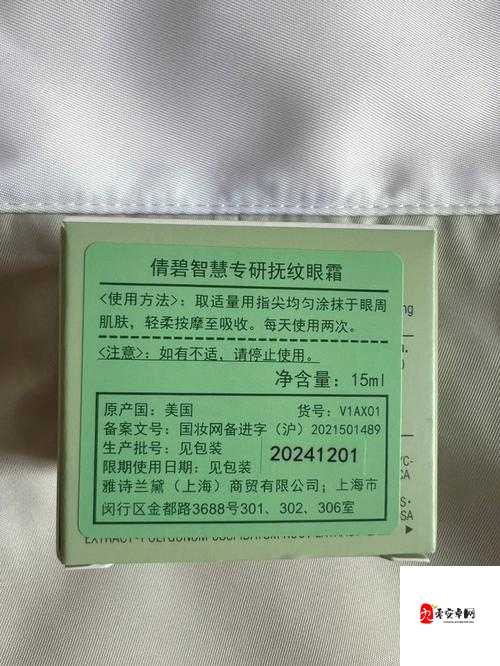 倩碧智慧专研抚纹眼霜
<使用方法>：取适量用指尖均匀涂抹于眼周
肌肤，轻柔按摩至吸收。每天使用两次。
<注意>：如有不适，请停止使用。
净含量：15ml
原产国：美国 货号：V1AX01
备案文号：国妆网备进字（沪）2021501489
生产批号：见包装
限期使用日期：见包装
20241201
雅诗兰黛（上海）商贸有限公司；上海市
闵行区金都路3688号301、302、306室